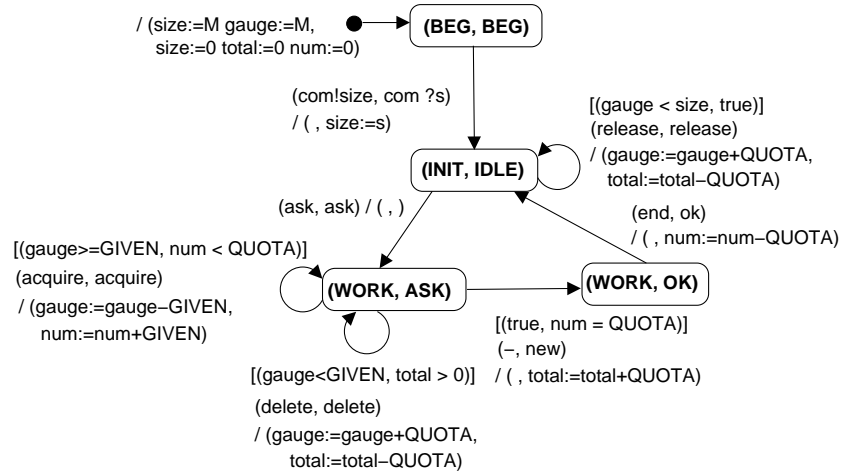 / (size:=M gauge:=M,
size:=0 total:=0 num:=0)
(BEG, BEG)
(com!size, com ?s)
/ ( , size:=s)
[(gauge < size, true)]
(release, release)
/ (gauge:=gauge+QUOTA,
total:=total−QUOTA)
(INIT, IDLE)
(ask, ask) / ( , )
(end, ok)
/ ( , num:=num−QUOTA)
[(gauge>=GIVEN, num < QUOTA)]
(acquire, acquire)
/ (gauge:=gauge−GIVEN,
num:=num+GIVEN)
(WORK, ASK)
(WORK, OK)
[(true, num = QUOTA)]
(−, new)
/ ( , total:=total+QUOTA)
[(gauge<GIVEN, total > 0)]
(delete, delete)
/ (gauge:=gauge+QUOTA,
total:=total−QUOTA)